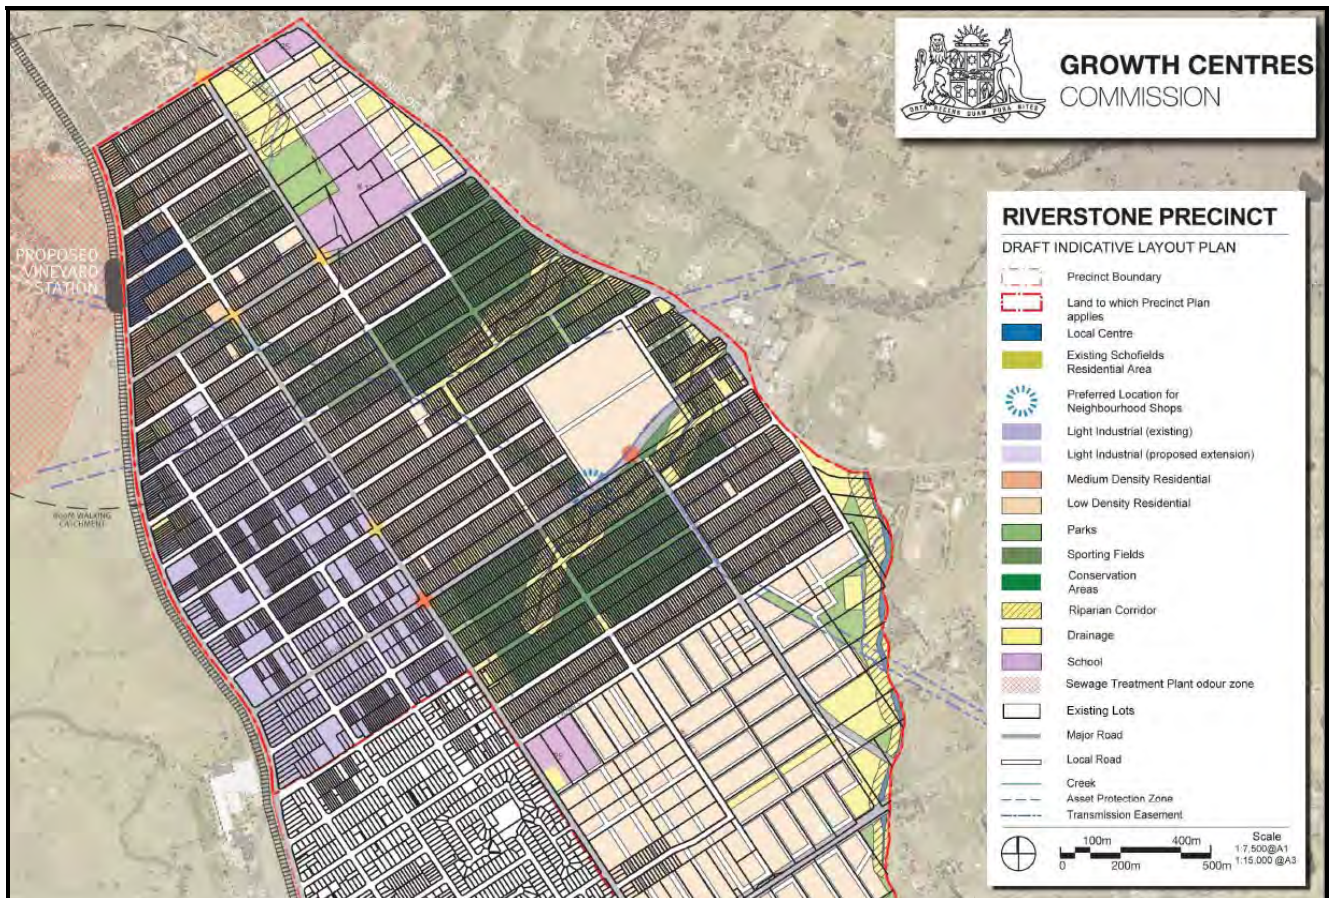 GROWTH CENTRES
COMMISSION
PROPOSED
VINEYARD
STATION
800M WALKING
CATCHMENT
RIVERSTONE PRECINCT
DRAFT INDICATIVE LAYOUT PLAN
Precinct Boundary
Land to which Precinct Plan
applies
Local Centre
Existing Schofields
Residential Area
Preferred Location for
Neighbourhood Shops
Light Industrial (existing)
Light Industrial (proposed extension)
Medium Density Residential
Low Density Residential
Parks
Sporting Fields
Conservation
Areas
Riparian Corridor
Drainage
School
Sewage Treatment Plant odour zone
Existing Lots
Major Road
Local Road
Creek
Asset Protection Zone
Transmission Easement
100m 400m
0 200m 500m
Scale
1:7,500@A1
1:15,000 @A3